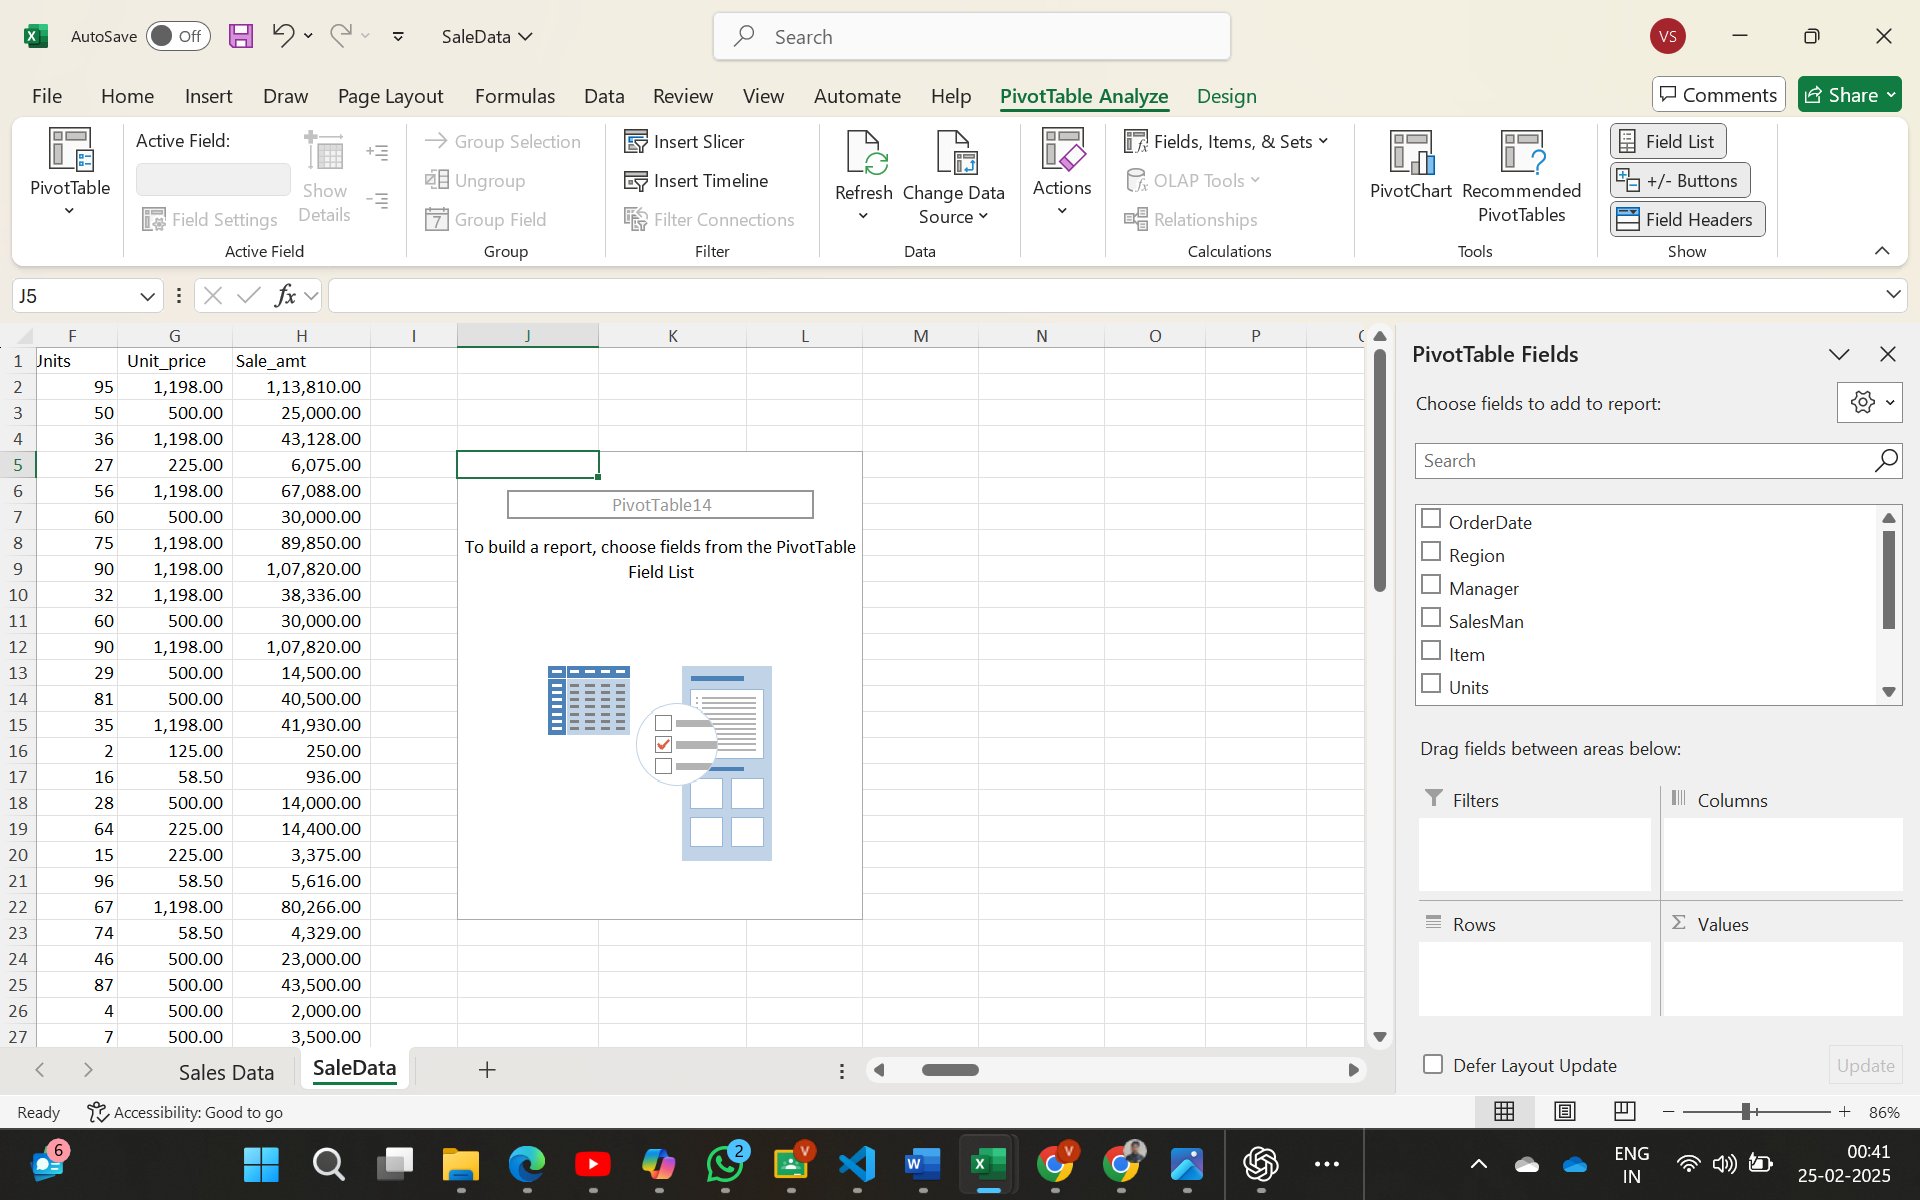 AutoSave Off SaleData Search VS
File Home Insert Draw Page Layout Formulas Data Review View Automate Help PivotTable Analyze Design Comments Share
PivotTable
Active Field:
Field Settings
Show Details
Active Field
Group Selection
Ungroup
Group Field
Group
Insert Slicer
Insert Timeline
Filter Connections
Filter
Refresh
Change Data Source
Data
Actions
Fields, Items, & Sets
OLAP Tools
Relationships
Calculations
PivotChart
Recommended PivotTables
Tools
Field List
+/- Buttons
Field Headers
Show
J5 fx
F G H I J K L M N O P
1 Units Unit_price Sale_amt
2 95 1,198.00 1,13,810.00
3 50 500.00 25,000.00
4 36 1,198.00 43,128.00
5 27 225.00 6,075.00
6 56 1,198.00 67,088.00
7 60 500.00 30,000.00
8 75 1,198.00 89,850.00
9 90 1,198.00 1,07,820.00
10 32 1,198.00 38,336.00
11 60 500.00 30,000.00
12 90 1,198.00 1,07,820.00
13 29 500.00 14,500.00
14 81 500.00 40,500.00
15 35 1,198.00 41,930.00
16 2 125.00 250.00
17 16 58.50 936.00
18 28 500.00 14,000.00
19 64 225.00 14,400.00
20 15 225.00 3,375.00
21 96 58.50 5,616.00
22 67 1,198.00 80,266.00
23 74 58.50 4,329.00
24 46 500.00 23,000.00
25 87 500.00 43,500.00
26 4 500.00 2,000.00
27 7 500.00 3,500.00
PivotTable14
To build a report, choose fields from the PivotTable
Field List
PivotTable Fields
Choose fields to add to report:
Search
OrderDate
Region
Manager
SalesMan
Item
Units
Drag fields between areas below:
Filters
Columns
Rows
Σ Values
Defer Layout Update Update
Sales Data SaleData
Ready Accessibility: Good to go 86%
6 2 V V
ENG
IN
00:41
25-02-2025